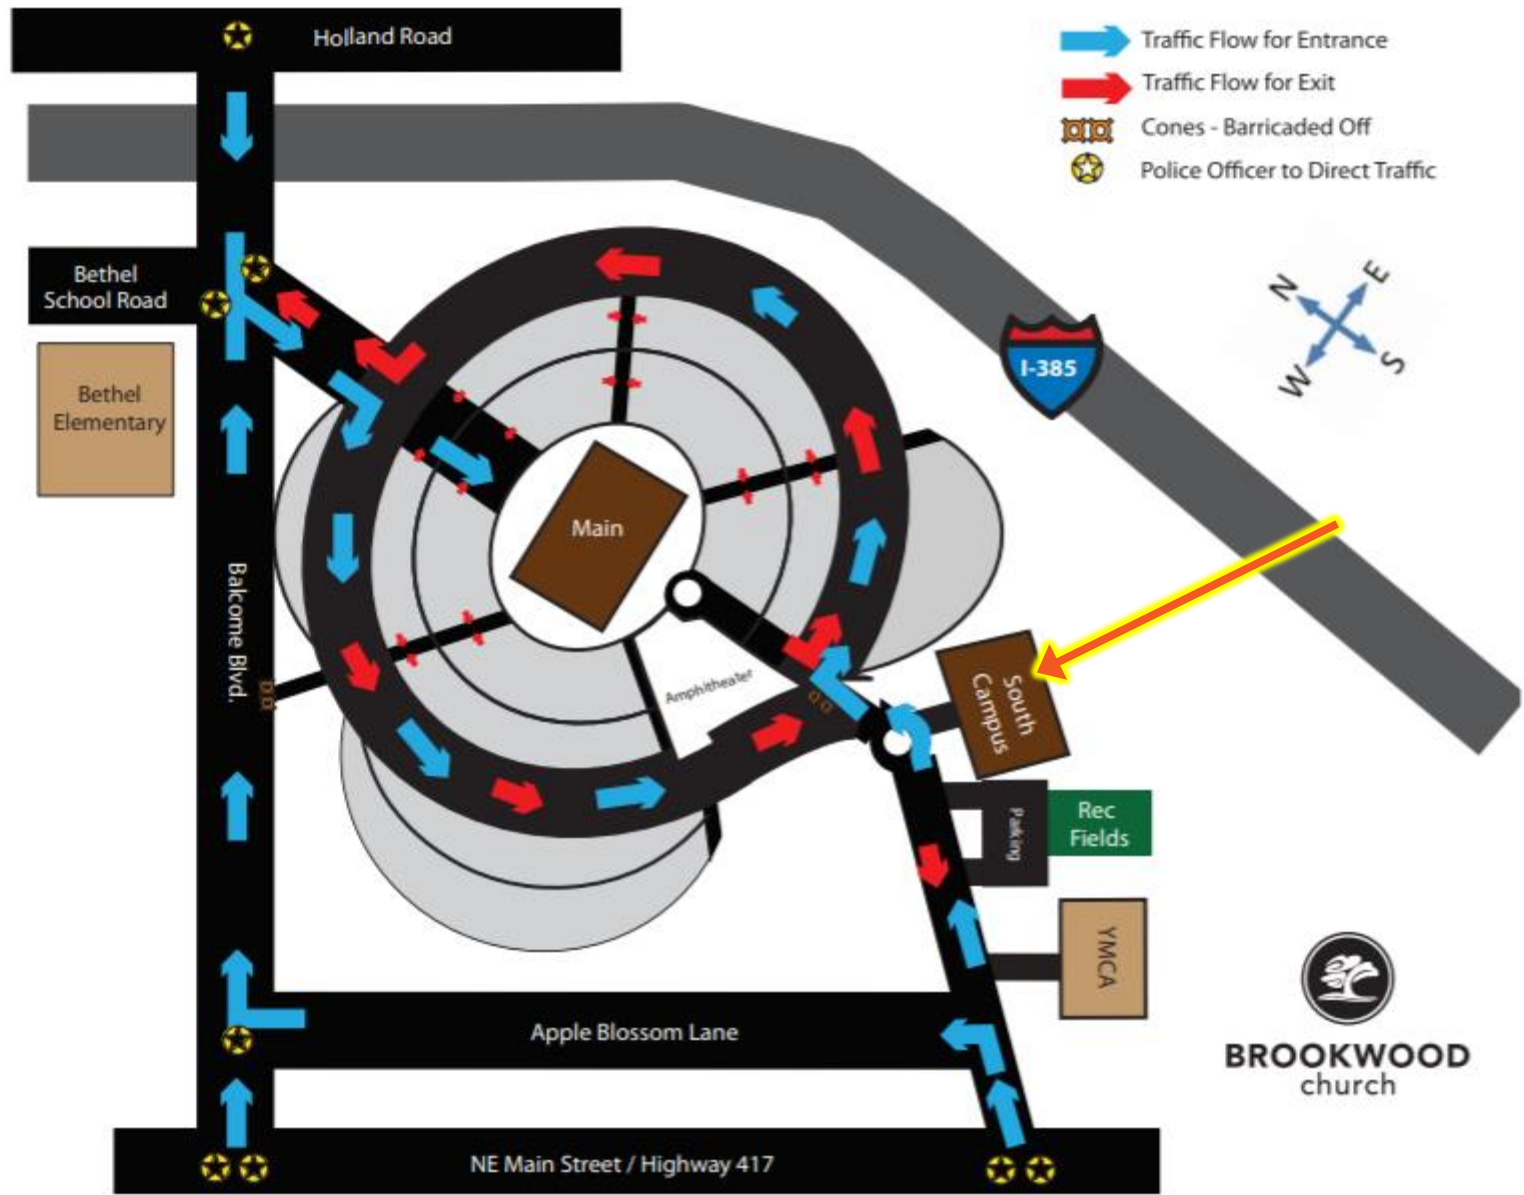 Holland Road
Traffic Flow for Entrance
Traffic Flow for Exit
Cones - Barricaded Off
Police Officer to Direct Traffic
Bethel
School Road
N
E
W
S
I-385
Bethel
Elementary
Main
Balcome Blvd.
Amphitheater
South
Campus
Parking
Rec
Fields
YMCA
Apple Blossom Lane
BROOKWOOD
church
NE Main Street / Highway 417